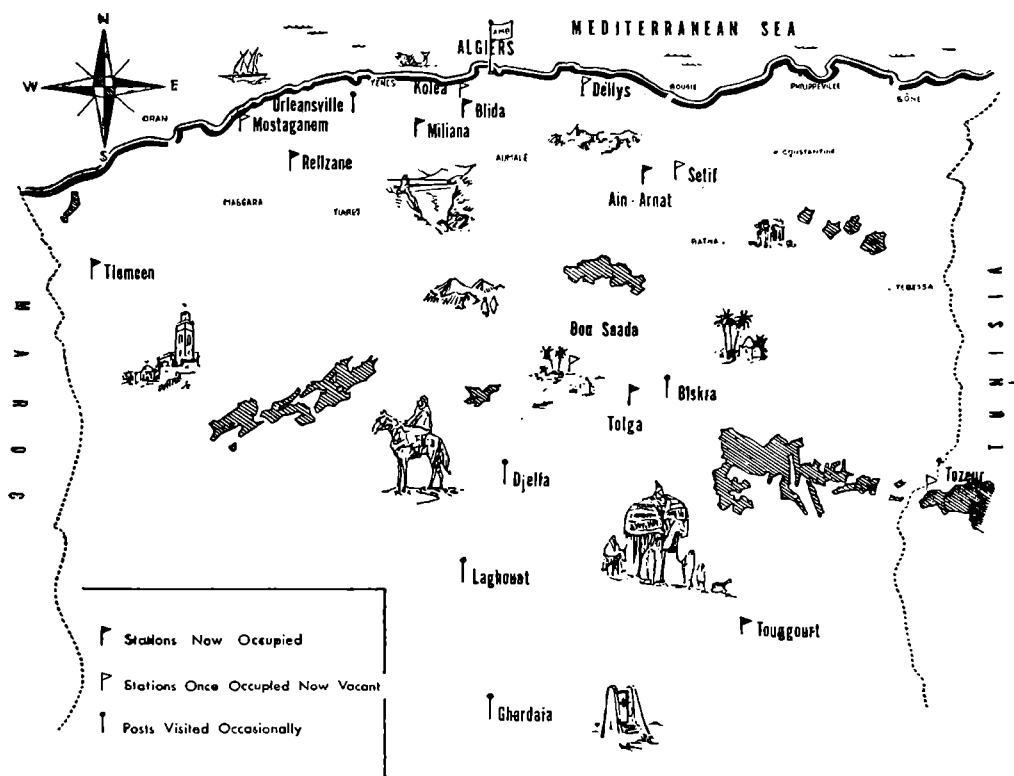 N
MEDITERRANEAN SEA
ALGIERS
W
E
S
ORAN
Mostaganem
Orleansville
TENES
Kolea
Blida
Miliana
Relizane
Dellys
BOUGIE
PHILIPPEVILLE
BÔNE
AUMALE
CONSTANTINE
Setif
Ain-Arnat
MASCARA
TIARET
BATNA
TEBESSA
Tlemcen
MAROC
Bou Saada
Biskra
Tolga
Djelfa
Tozeur
Laghouat
Touggourt
Ghardaia
Stations Now Occupied
Stations Once Occupied Now Vacant
Posts Visited Occasionally